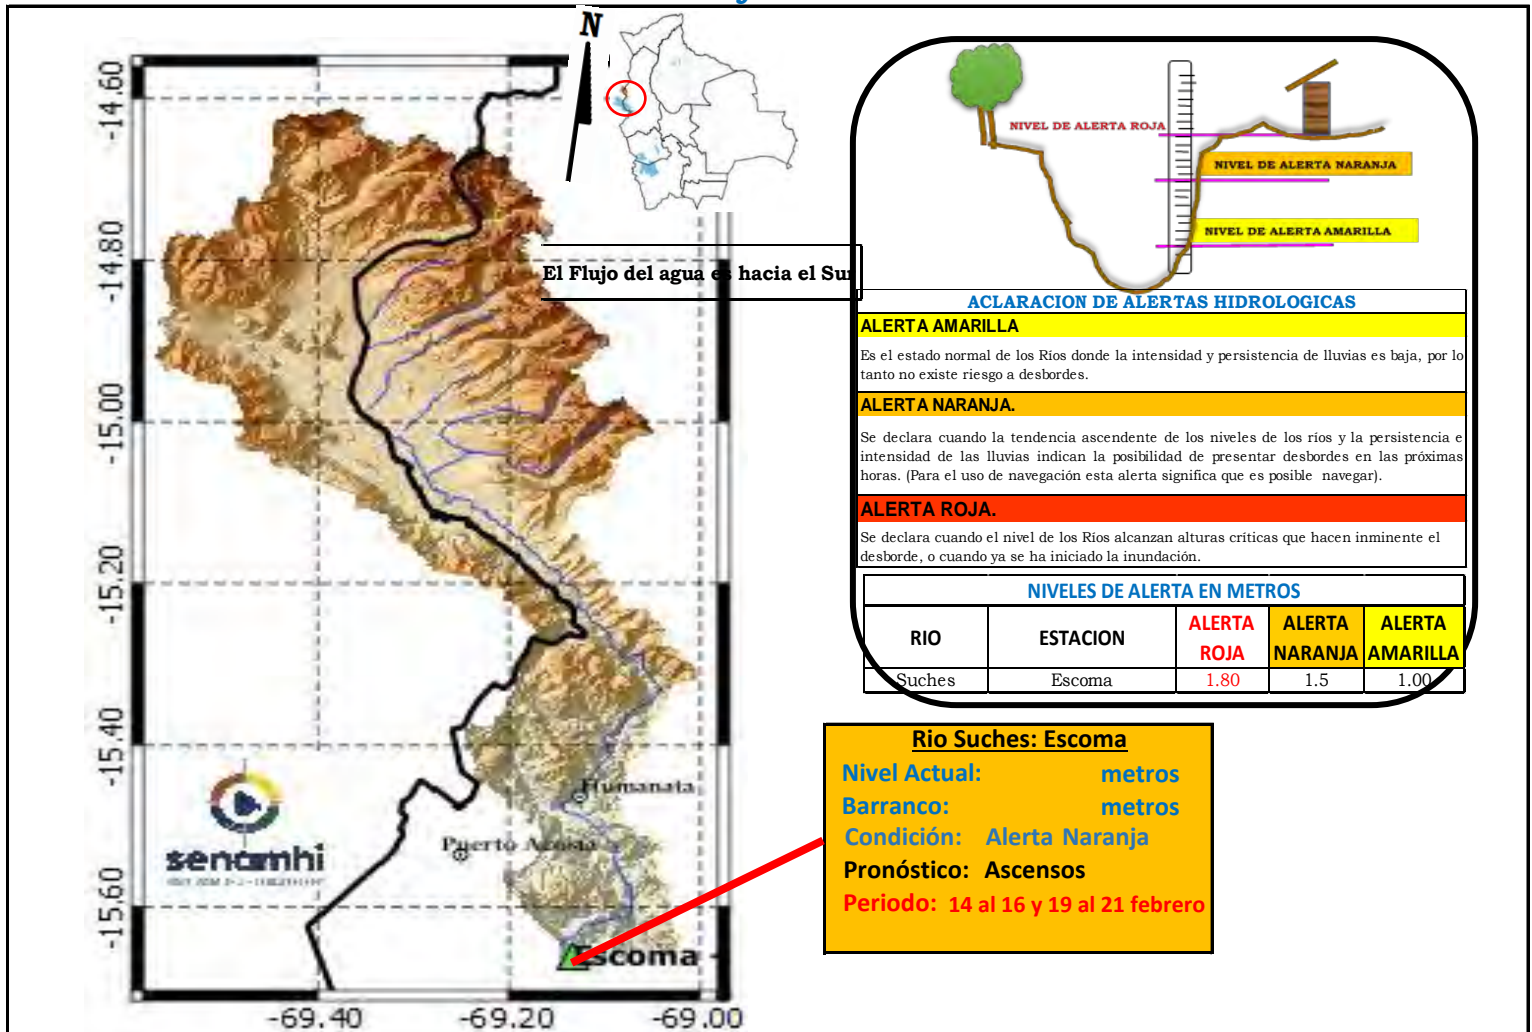 N
-14.60
-14.80
-15.00
-15.20
-15.40
-15.60
-69.40
-69.20
-69.00
El Flujo del agua es hacia el Sur
Humanata
Puerto Acosta
Escoma
senamhi
NIVEL DE ALERTA ROJA
NIVEL DE ALERTA NARANJA
NIVEL DE ALERTA AMARILLA
ACLARACION DE ALERTAS HIDROLOGICAS
ALERTA AMARILLA
Es el estado normal de los Ríos donde la intensidad y persistencia de lluvias es baja, por lo
tanto no existe riesgo a desbordes.
ALERTA NARANJA.
Se declara cuando la tendencia ascendente de los niveles de los ríos y la persistencia e
intensidad de las lluvias indican la posibilidad de presentar desbordes en las próximas
horas. (Para el uso de navegación esta alerta significa que es posible navegar).
ALERTA ROJA.
Se declara cuando el nivel de los Ríos alcanzan alturas críticas que hacen inminente el
desborde, o cuando ya se ha iniciado la inundación.
NIVELES DE ALERTA EN METROS
RIO ESTACION ALERTA ROJA ALERTA NARANJA ALERTA AMARILLA
Suches Escoma 1.80 1.5 1.00
Rio Suches: Escoma
Nivel Actual: metros
Barranco: metros
Condición: Alerta Naranja
Pronóstico: Ascensos
Periodo: 14 al 16 y 19 al 21 febrero